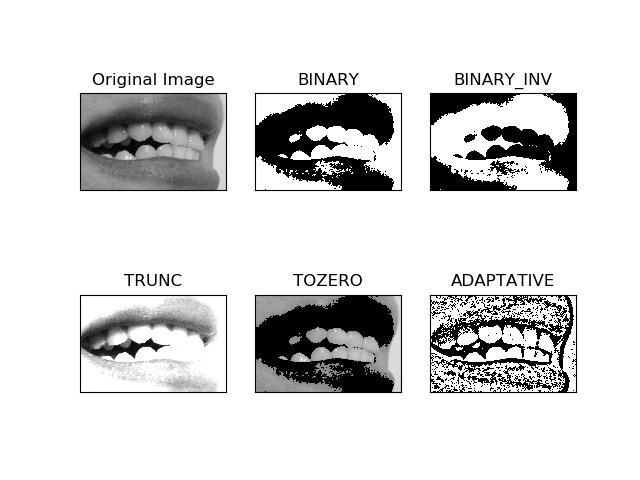 Original Image
BINARY
BINARY_INV
TRUNC
TOZERO
ADAPTATIVE